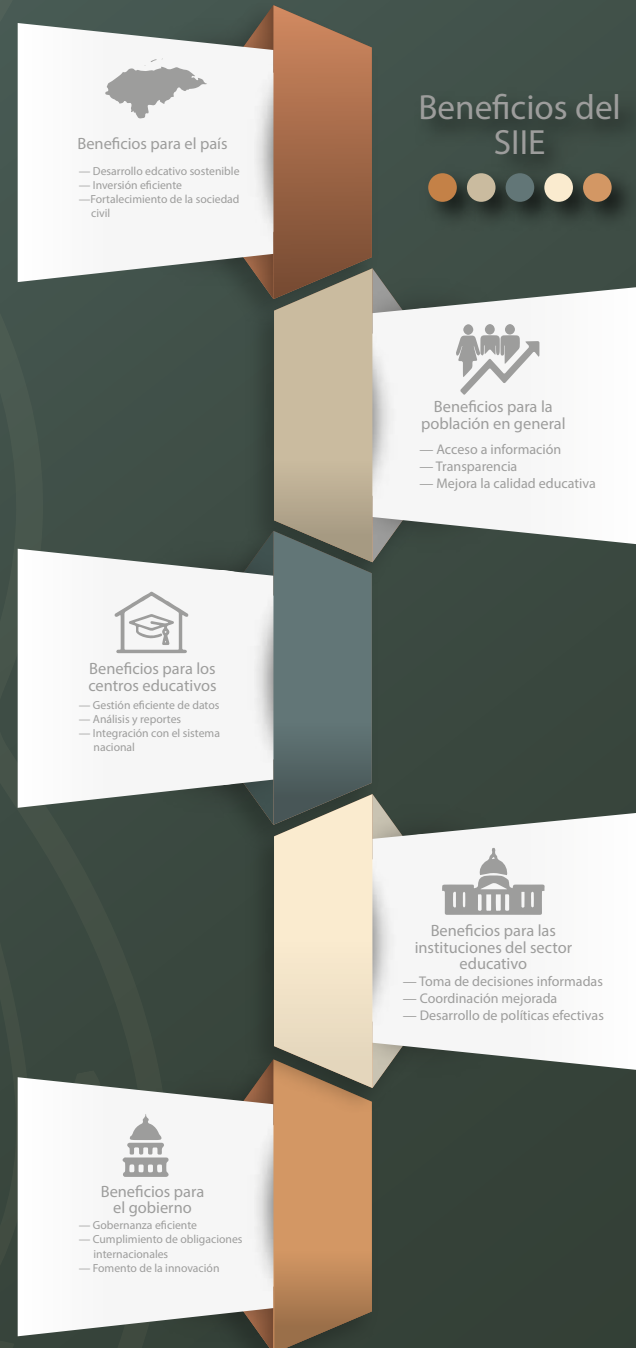 Beneficios del
SIIE
Beneficios para el país
— Desarrollo edcativo sostenible
— Inversión eficiente
—Fortalecimiento de la sociedad
civil
Beneficios para la
población en general
— Acceso a información
— Transparencia
— Mejora la calidad educativa
Beneficios para los
centros educativos
— Gestión eficiente de datos
— Análisis y reportes
— Integración con el sistema
nacional
Beneficios para las
instituciones del sector
educativo
— Toma de decisiones informadas
— Coordinación mejorada
— Desarrollo de políticas efectivas
Beneficios para
el gobierno
— Gobernanza eficiente
— Cumplimiento de obligaciones
internacionales
— Fomento de la innovación